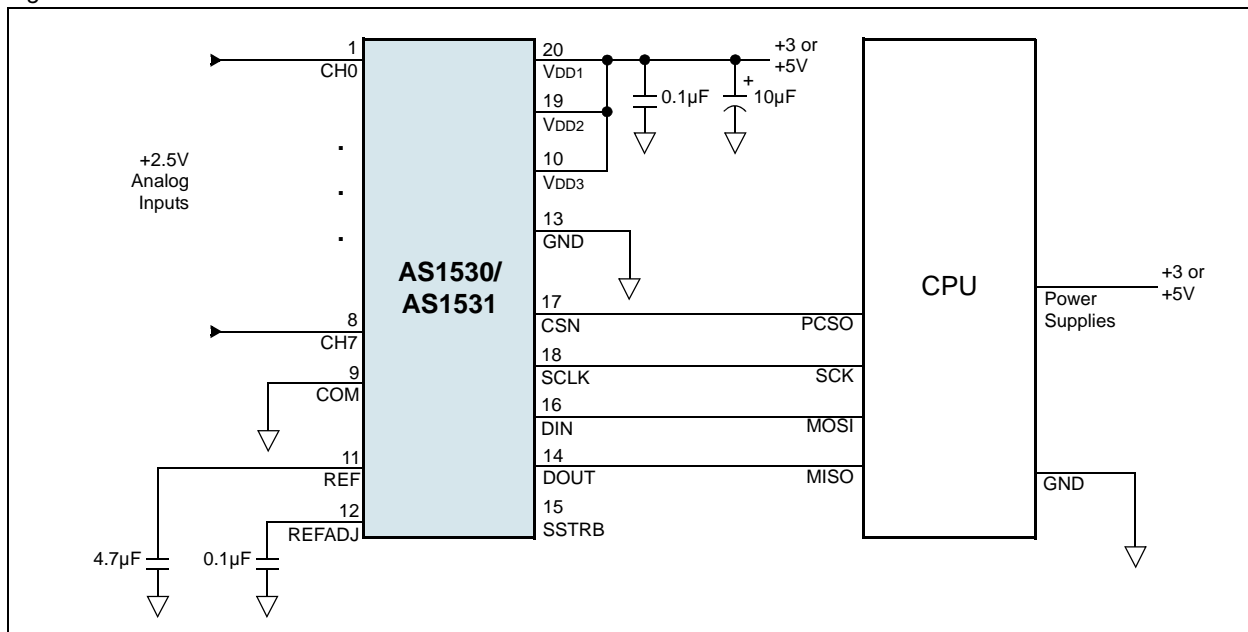 1
CH0
+2.5V
Analog
Inputs
.
.
.
8
CH7
9
COM
11
REF
12
REFADJ
4.7µF
0.1µF
AS1530/
AS1531
20
VDD1
19
VDD2
10
VDD3
13
GND
17
CSN
18
SCLK
16
DIN
14
DOUT
15
SSTRB
+3 or
+5V
0.1µF
+
10µF
PCSO
SCK
MOSI
MISO
CPU
Power
Supplies
+3 or
+5V
GND